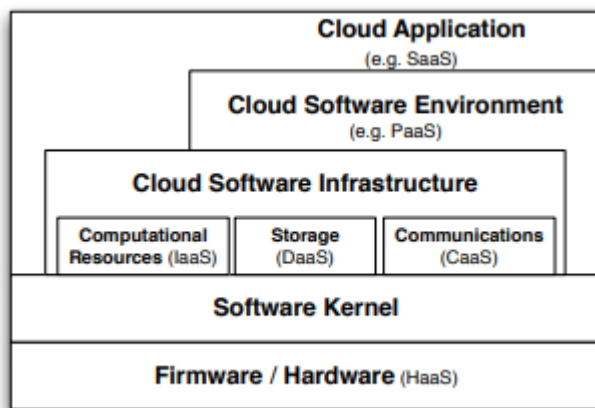 Cloud Application
(e.g. SaaS)
Cloud Software Environment
(e.g. PaaS)
Cloud Software Infrastructure
Computational
Resources (IaaS)
Storage
(DaaS)
Communications
(CaaS)
Software Kernel
Firmware / Hardware (HaaS)